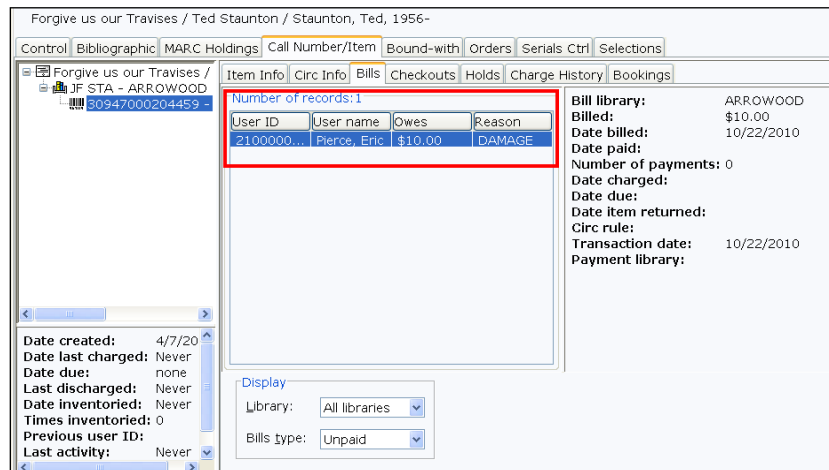 Forgive us our Travises / Ted Staunton / Staunton, Ted, 1956-
Control Bibliographic MARC Holdings Call Number/Item Bound-with Orders Serials Ctrl Selections
Forgive us our Travises /
JF STA - ARROWOOD
30947000204459 -
Item Info Circ Info Bills Checkouts Holds Charge History Bookings
Number of records:1
User ID User name Owes Reason
2100000... Pierce, Eric $10.00 DAMAGE
Bill library: ARROWOOD
Billed: $10.00
Date billed: 10/22/2010
Date paid:
Number of payments: 0
Date charged:
Date due:
Date item returned:
Circ rule:
Transaction date: 10/22/2010
Payment library:
Date created: 4/7/20
Date last charged: Never
Date due: none
Last discharged: Never
Date inventoried: Never
Times inventoried: 0
Previous user ID:
Last activity: Never
Display
Library: All libraries
Bills type: Unpaid